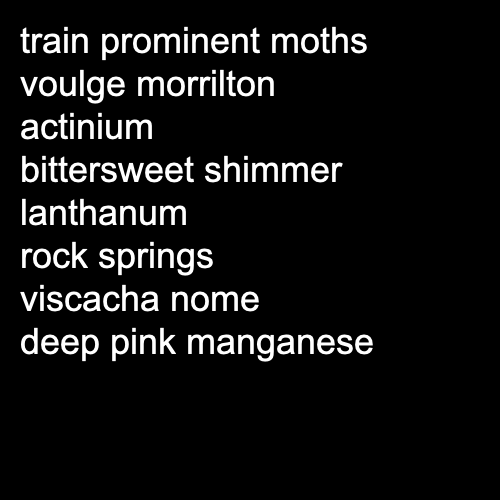 train prominent moths
voulge morrilton
actinium
bittersweet shimmer
lanthanum
rock springs
viscacha nome
deep pink manganese